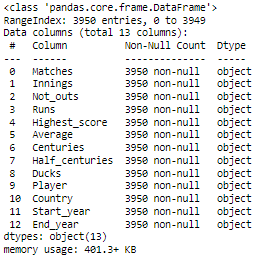 <class 'pandas.core.frame.DataFrame'>
RangeIndex: 3950 entries, 0 to 3949
Data columns (total 13 columns):
 #   Column          Non-Null Count  Dtype
---  ------          --------------  -----
 0   Matches         3950 non-null   object
 1   Innings         3950 non-null   object
 2   Not_outs        3950 non-null   object
 3   Runs            3950 non-null   object
 4   Highest_score   3950 non-null   object
 5   Average         3950 non-null   object
 6   Centuries       3950 non-null   object
 7   Half_centuries  3950 non-null   object
 8   Ducks           3950 non-null   object
 9   Player          3950 non-null   object
 10  Country         3950 non-null   object
 11  Start_year      3950 non-null   object
 12  End_year        3950 non-null   object
dtypes: object(13)
memory usage: 401.3+ KB